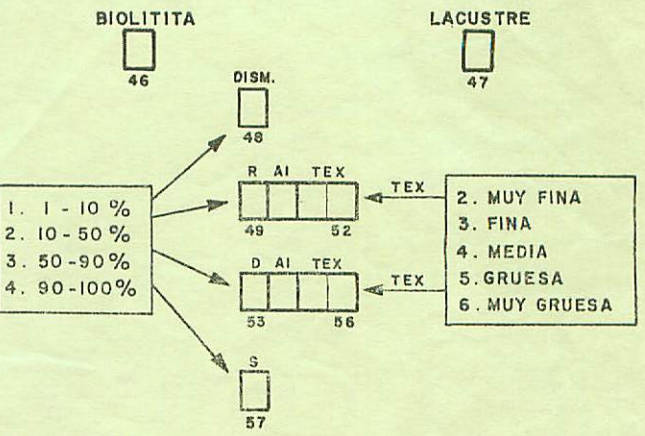 BIOLITITA LACUSTRE
46 47
DISM.
48
R AI TEX
49 52
TEX
D AI TEX
53 56
TEX
S
57
1. 1 - 10 %
2. 10 - 50 %
3. 50 - 90%
4. 90 - 100%
2. MUY FINA
3. FINA
4. MEDIA
5. GRUESA
6. MUY GRUESA